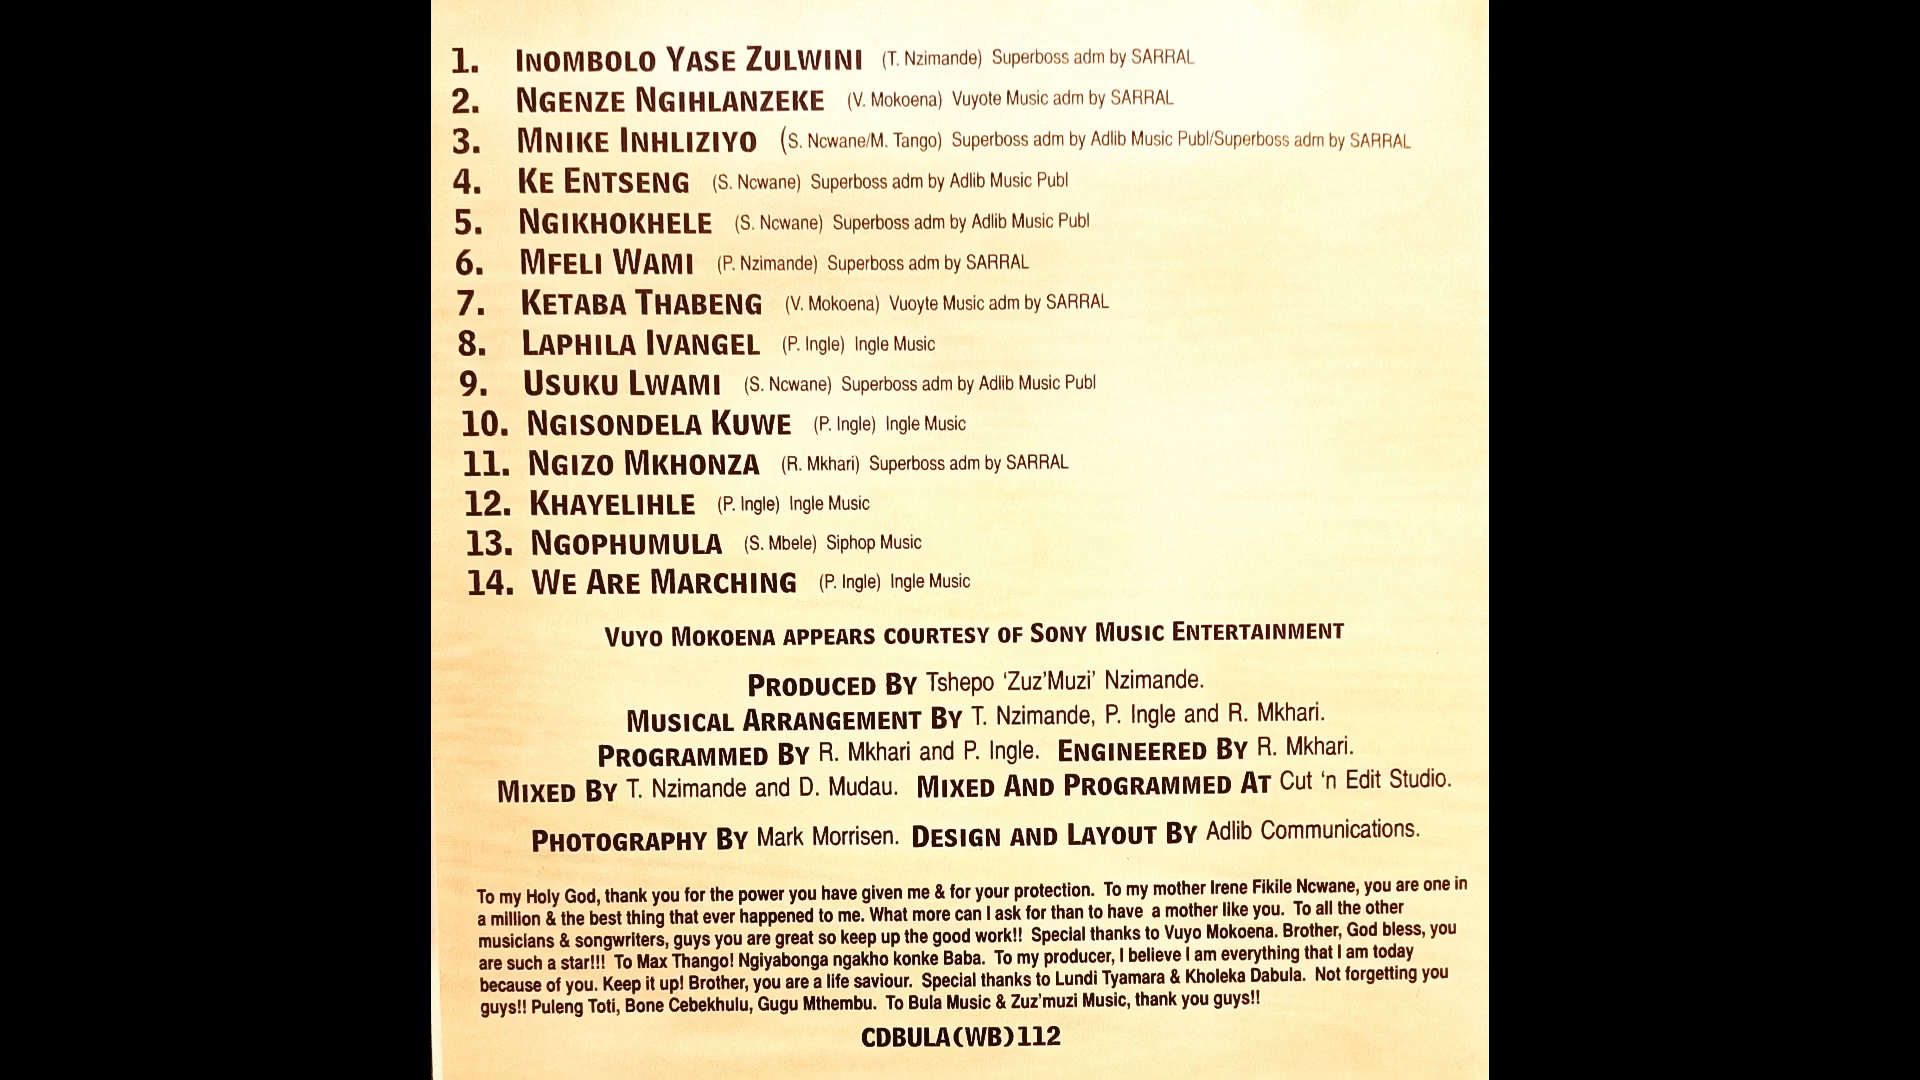 1. INOMBOLO YASE ZULWINI (T. Nzimande) Superboss adm by SARRAL
2. NGENZE NGIHLANZEKE (V. Mokoena) Vuyote Music adm by SARRAL
3. MNIKE INHLIZIYO (S. Ncwane/M. Tango) Superboss adm by Adlib Music Publ/Superboss adm by SARRAL
4. KE ENTSENG (S. Ncwane) Superboss adm by Adlib Music Publ
5. NGIKHOKHELE (S. Ncwane) Superboss adm by Adlib Music Publ
6. MFELI WAMI (P. Nzimande) Superboss adm by SARRAL
7. KETABA THABENG (V. Mokoena) Vuoyte Music adm by SARRAL
8. LAPHILA IVANGEL (P. Ingle) Ingle Music
9. USUKU LWAMI (S. Ncwane) Superboss adm by Adlib Music Publ
10. NGISONDELA KUWE (P. Ingle) Ingle Music
11. NGIZO MKHONZA (R. Mkhari) Superboss adm by SARRAL
12. KHAYELIHLE (P. Ingle) Ingle Music
13. NGOPHUMULA (S. Mbele) Siphop Music
14. WE ARE MARCHING (P. Ingle) Ingle Music
VUYO MOKOENA APPEARS COURTESY OF SONY MUSIC ENTERTAINMENT
PRODUCED BY Tshepo ‘Zuz’Muzi’ Nzimande.
MUSICAL ARRANGEMENT BY T. Nzimande, P. Ingle and R. Mkhari.
PROGRAMMED BY R. Mkhari and P. Ingle. ENGINEERED BY R. Mkhari.
MIXED BY T. Nzimande and D. Mudau. MIXED AND PROGRAMMED AT Cut ‘n Edit Studio.
PHOTOGRAPHY BY Mark Morrisen. DESIGN AND LAYOUT BY Adlib Communications.
To my Holy God, thank you for the power you have given me & for your protection. To my mother Irene Fikile Ncwane, you are one in
a million & the best thing that ever happened to me. What more can I ask for than to have a mother like you. To all the other
musicians & songwriters, guys you are great so keep up the good work!! Special thanks to Vuyo Mokoena. Brother, God bless, you
are such a star!!! To Max Thango! Ngiyabonga ngakho konke Baba. To my producer, I believe I am everything that I am today
because of you. Keep it up! Brother, you are a life saviour. Special thanks to Lundi Tyamara & Kholeka Dabula. Not forgetting you
guys!! Puleng Toti, Bone Cebekhulu, Gugu Mthembu. To Bula Music & Zuz’muzi Music, thank you guys!!
CDBULA(WB)112